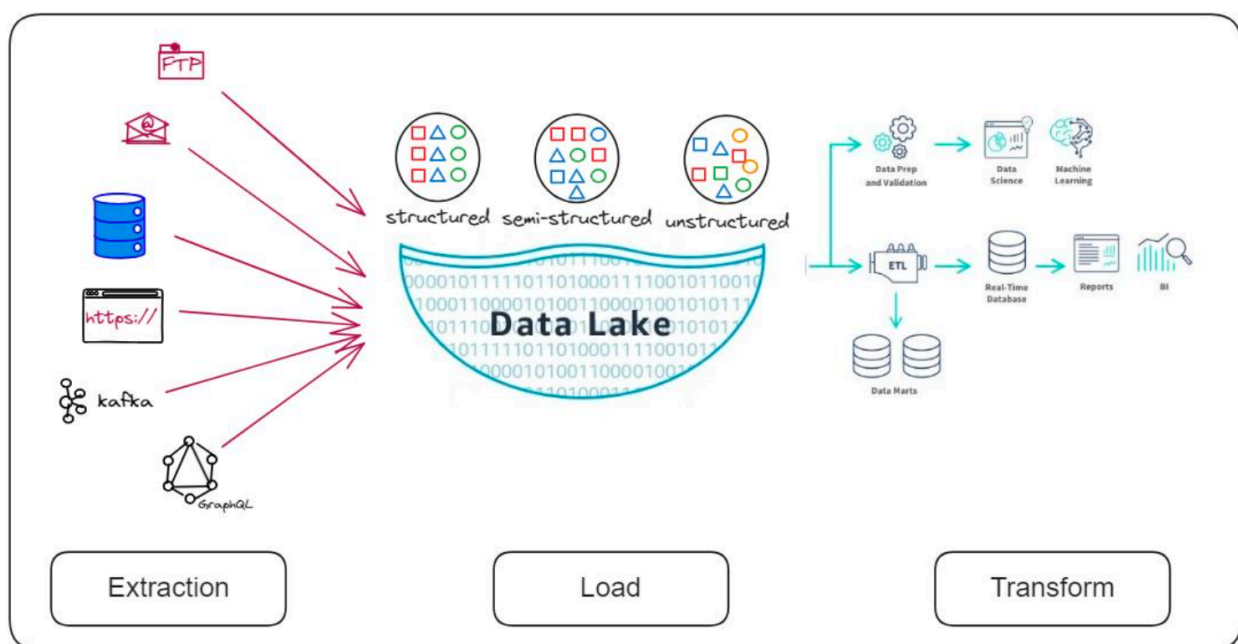 FTP
@
https://
kafka
GraphQL
structured
semi-structured
unstructured
Data Lake
Data Prep
and Validation
Data
Science
Machine
Learning
ETL
Real-Time
Database
Reports
BI
Data Marts
Extraction
Load
Transform